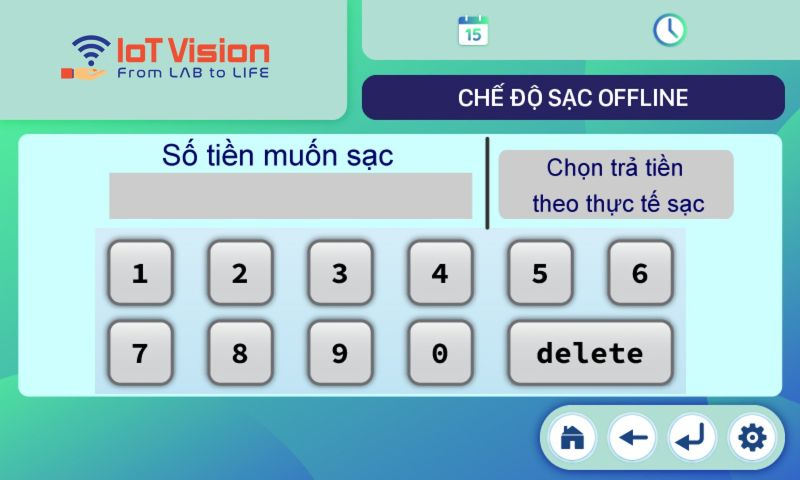 IoT Vision
From LAB to LIFE
15
CHẾ ĐỘ SẠC OFFLINE
Số tiền muốn sạc
Chọn trả tiền
theo thực tế sạc
1 2 3 4 5 6
7 8 9 0 delete